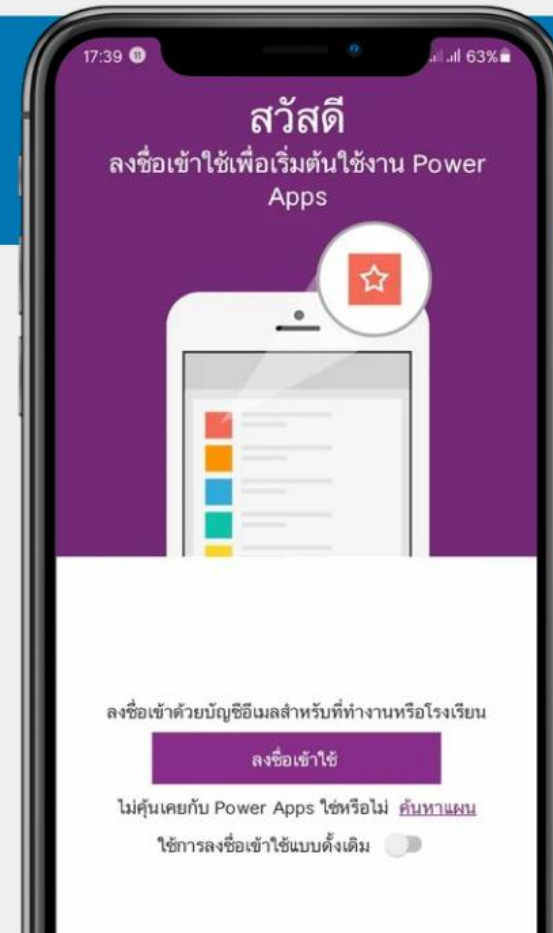 17:39 11 63%
สวัสดี
ลงชื่อเข้าใช้เพื่อเริ่มต้นใช้งาน Power
Apps
ลงชื่อเข้าด้วยบัญชีอีเมลสำหรับที่ทำงานหรือโรงเรียน
ลงชื่อเข้าใช้
ไม่คุ้นเคยกับ Power Apps ใช่หรือไม่ ค้นหาแผน
ใช้การลงชื่อเข้าใช้แบบดั้งเดิม